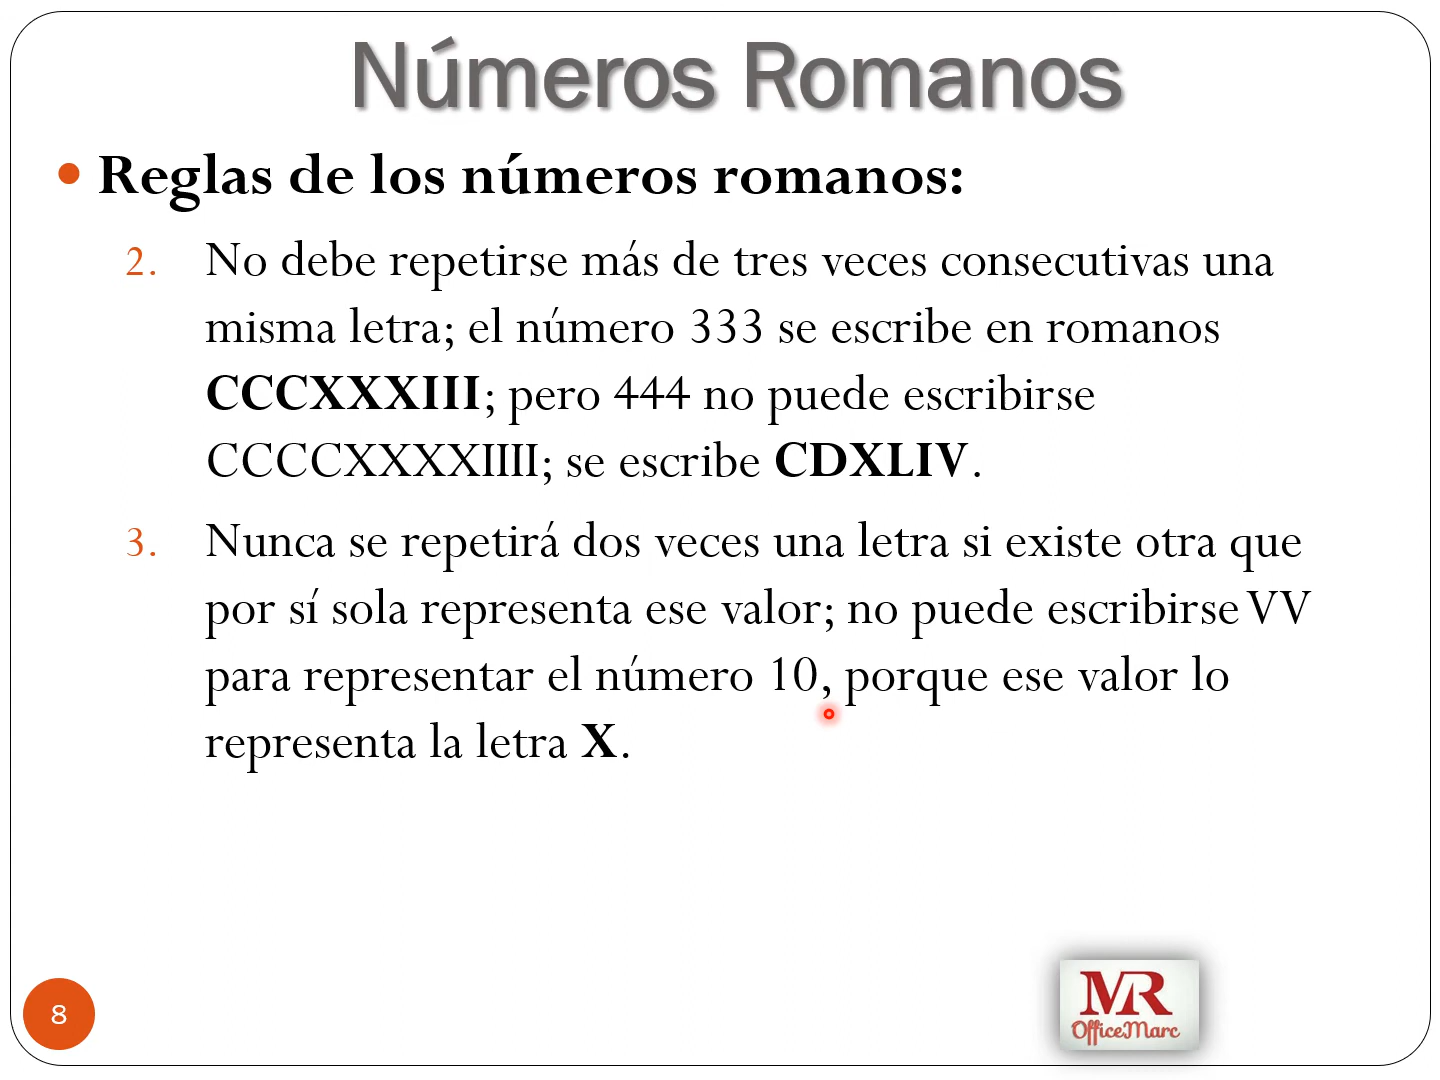 Números Romanos
• Reglas de los números romanos:
2. No debe repetirse más de tres veces consecutivas una
misma letra; el número 333 se escribe en romanos
CCCXXXIII; pero 444 no puede escribirse
CCCCXXXXIIII; se escribe CDXLIV.
3. Nunca se repetirá dos veces una letra si existe otra que
por sí sola representa ese valor; no puede escribirse VV
para representar el número 10, porque ese valor lo
representa la letra X.
8
MR
OfficeMarc